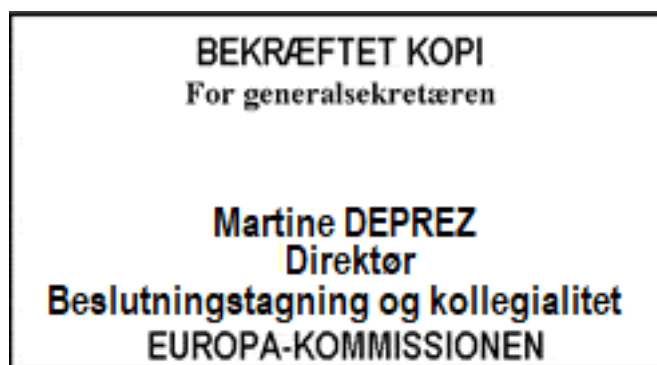 BEKRÆFTET KOPI
For generalsekretæren
Martine DEPREZ
Direktør
Beslutningstagning og kollegialitet
EUROPA-KOMMISSIONEN